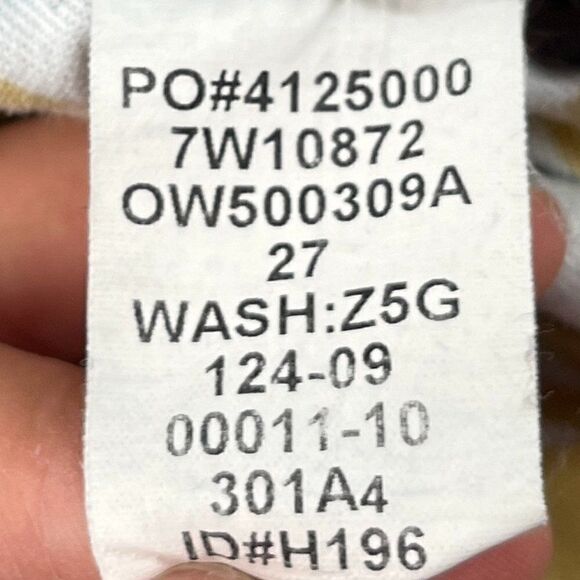 PO#4125000
7W10872
OW500309A
27
WASH:Z5G
124-09
00011-10
301A4
ID#H196